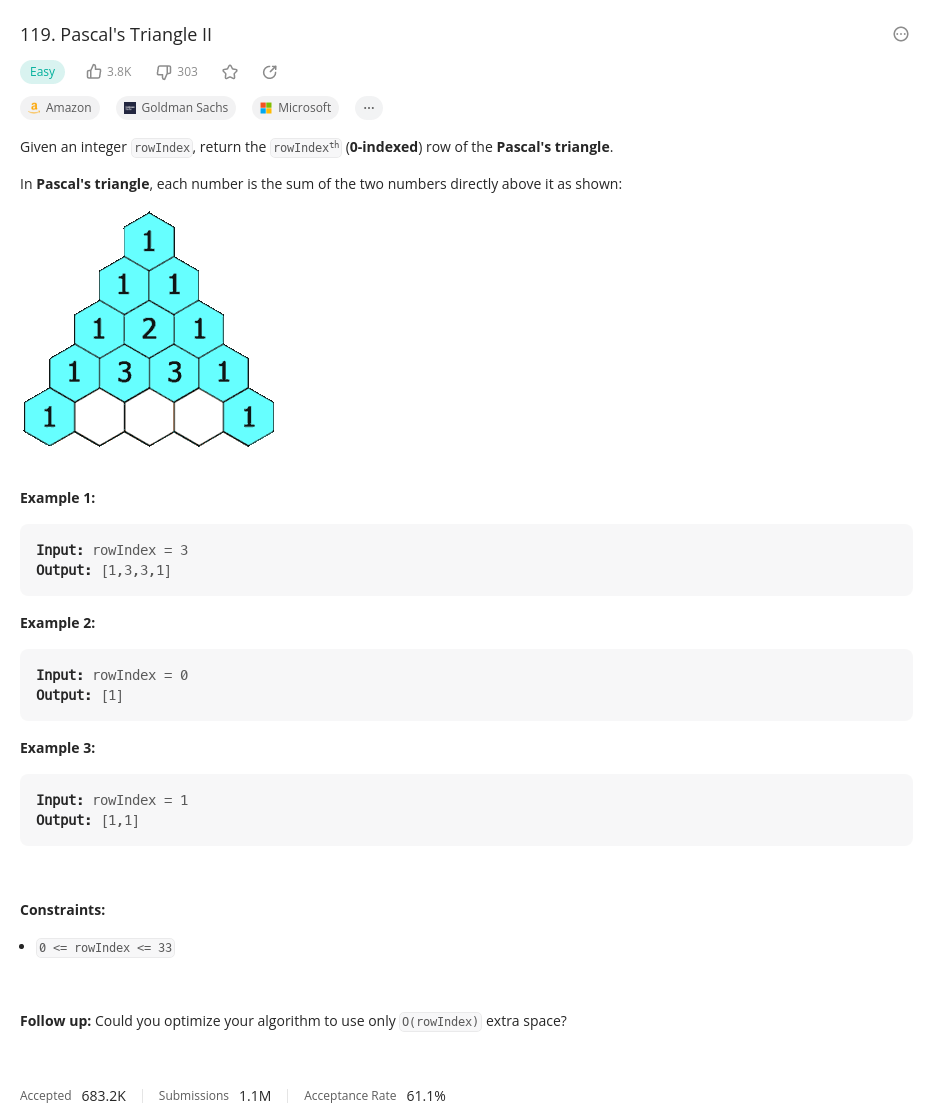 119. Pascal's Triangle II
Easy 3.8K 303
Amazon Goldman Sachs Microsoft ...
Given an integer rowIndex, return the rowIndexth (0-indexed) row of the Pascal's triangle.
In Pascal's triangle, each number is the sum of the two numbers directly above it as shown:
1
1 1
1 2 1
1 3 3 1
1 1
Example 1:
Input: rowIndex = 3
Output: [1,3,3,1]
Example 2:
Input: rowIndex = 0
Output: [1]
Example 3:
Input: rowIndex = 1
Output: [1,1]
Constraints:
• 0 <= rowIndex <= 33
Follow up: Could you optimize your algorithm to use only O(rowIndex) extra space?
Accepted 683.2K Submissions 1.1M Acceptance Rate 61.1%